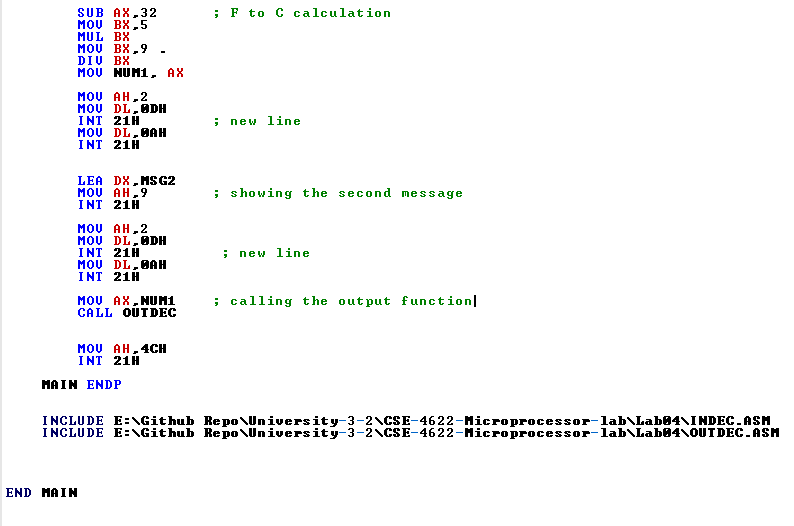 SUB AX,32 ; F to C calculation
MOV BX,5
MUL BX
MOV BX,9 .
DIV BX
MOV NUM1, AX
MOV AH,2
MOV DL,0DH
INT 21H ; new line
MOV DL,0AH
INT 21H
LEA DX,MSG2
MOV AH,9 ; showing the second message
INT 21H
MOV AH,2
MOV DL,0DH
INT 21H ; new line
MOV DL,0AH
INT 21H
MOV AX,NUM1 ; calling the output function
CALL OUTDEC
MOV AH,4CH
INT 21H
MAIN ENDP
INCLUDE E:\Github Repo\University-3-2\CSE-4622-Microprocessor-lab\Lab04\INDEC.ASM
INCLUDE E:\Github Repo\University-3-2\CSE-4622-Microprocessor-lab\Lab04\OUTDEC.ASM
END MAIN